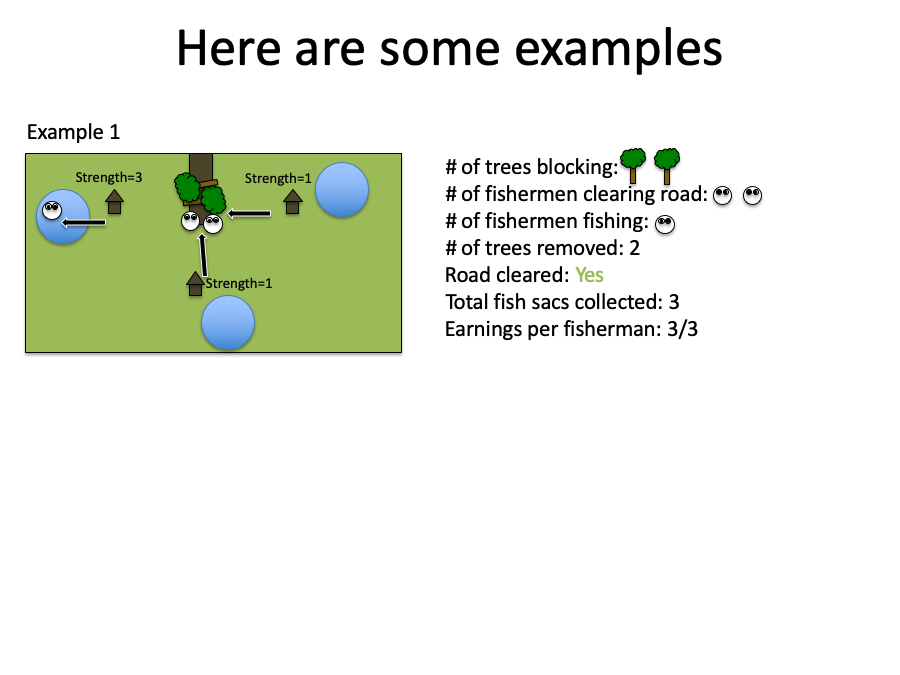 Here are some examples
Example 1
Strength=3
Strength=1
Strength=1
# of trees blocking:
# of fishermen clearing road:
# of fishermen fishing:
# of trees removed: 2
Road cleared: Yes
Total fish sacs collected: 3
Earnings per fisherman: 3/3